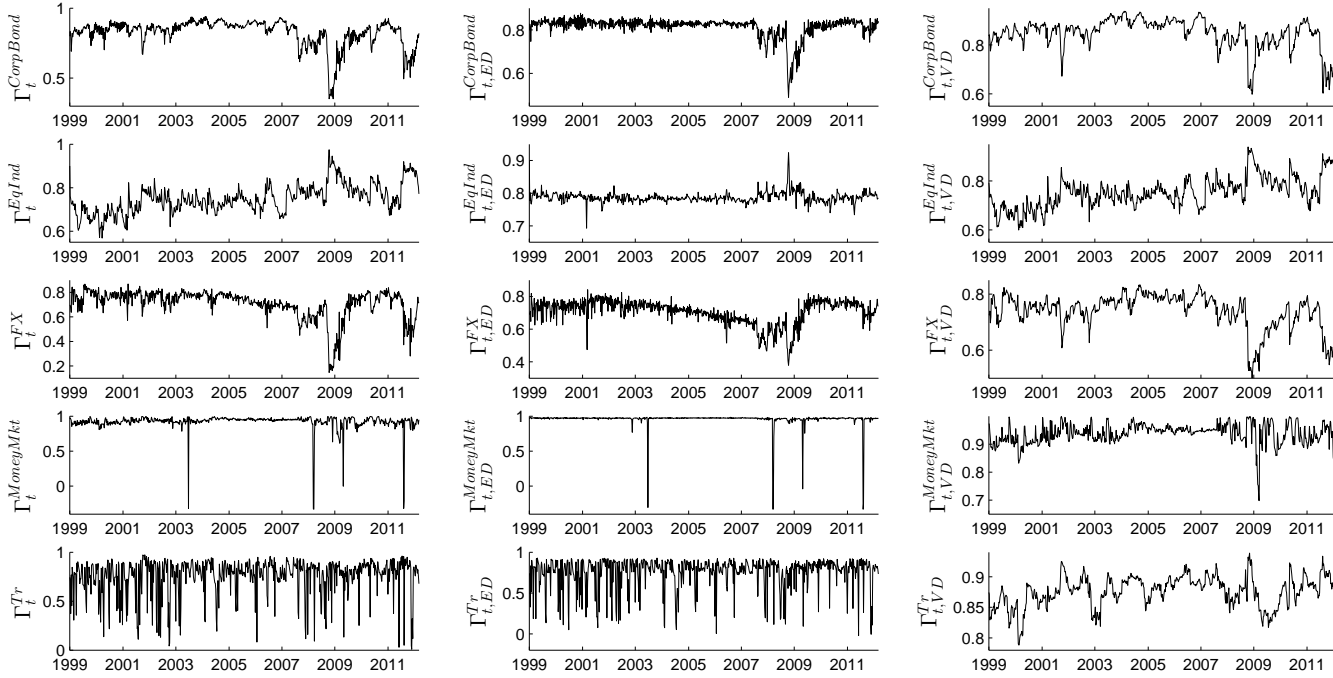 Γ_t^{CorpBond}
1
0.5
1999 2001 2003 2005 2007 2009 2011
Γ_{t,ED}^{CorpBond}
0.8
0.6
1999 2001 2003 2005 2007 2009 2011
Γ_{t,VD}^{CorpBond}
0.8
0.6
1999 2001 2003 2005 2007 2009 2011
Γ_t^{EqInd}
1
0.8
0.6
1999 2001 2003 2005 2007 2009 2011
Γ_{t,ED}^{EqInd}
0.9
0.8
0.7
1999 2001 2003 2005 2007 2009 2011
Γ_{t,VD}^{EqInd}
0.8
0.6
1999 2001 2003 2005 2007 2009 2011
Γ_t^{FX}
0.8
0.6
0.4
0.2
1999 2001 2003 2005 2007 2009 2011
Γ_{t,ED}^{FX}
0.8
0.6
0.4
1999 2001 2003 2005 2007 2009 2011
Γ_{t,VD}^{FX}
0.8
0.6
1999 2001 2003 2005 2007 2009 2011
Γ_t^{MoneyMkt}
1
0.5
0
1999 2001 2003 2005 2007 2009 2011
Γ_{t,ED}^{MoneyMkt}
1
0.5
0
1999 2001 2003 2005 2007 2009 2011
Γ_{t,VD}^{MoneyMkt}
0.9
0.8
0.7
1999 2001 2003 2005 2007 2009 2011
Γ_t^{Tr}
1
0.5
0
1999 2001 2003 2005 2007 2009 2011
Γ_{t,ED}^{Tr}
1
0.5
0
1999 2001 2003 2005 2007 2009 2011
Γ_{t,VD}^{Tr}
0.9
0.85
0.8
1999 2001 2003 2005 2007 2009 2011